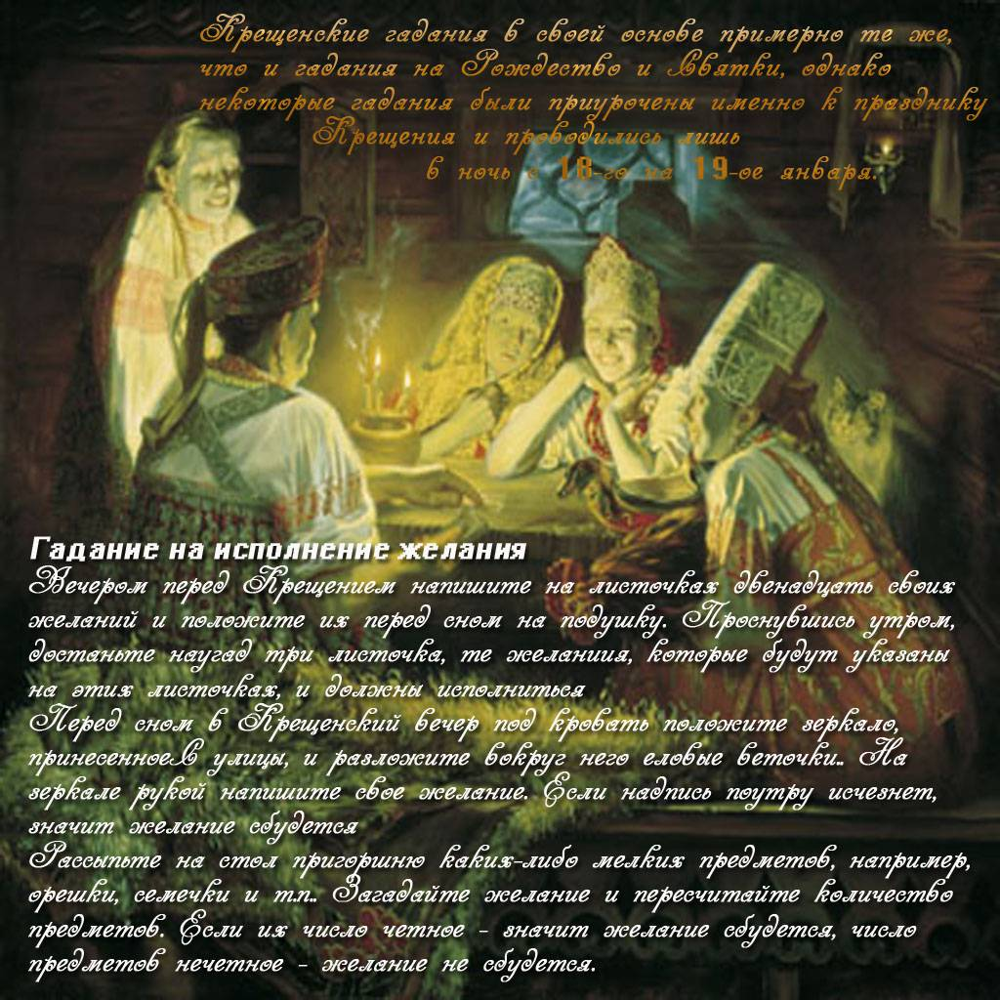 Крещенские гадания в своей основе примерно те же,
что и гадания на Рождество и Святки, однако
некоторые гадания были приурочены именно к празднику
Крещения и проводились лишь
в ночь с 18-го на 19-ое января.
Гадание на исполнение желания
Вечером перед Крещением напишите на листочках двенадцать своих
желаний и положите их перед сном на подушку. Проснувшись утром,
достаньте наугад три листочка, те желаниия, которые будут указаны
на этих листочках, и должны исполниться
Перед сном в Крещенский вечер под кровать положите зеркало,
принесенноеС улицы, и разложите вокруг него еловые веточки.. На
зеркале рукой напишите свое желание. Если надпись поутру исчезнет,
значит желание сбудется
Рассыпьте на стол пригоршню каких-либо мелких предметов, например,
орешки, семечки и т.п.. Загадайте желание и пересчитайте количество
предметов. Если их число четное - значит желание сбудется, число
предметов нечетное - желание не сбудется.